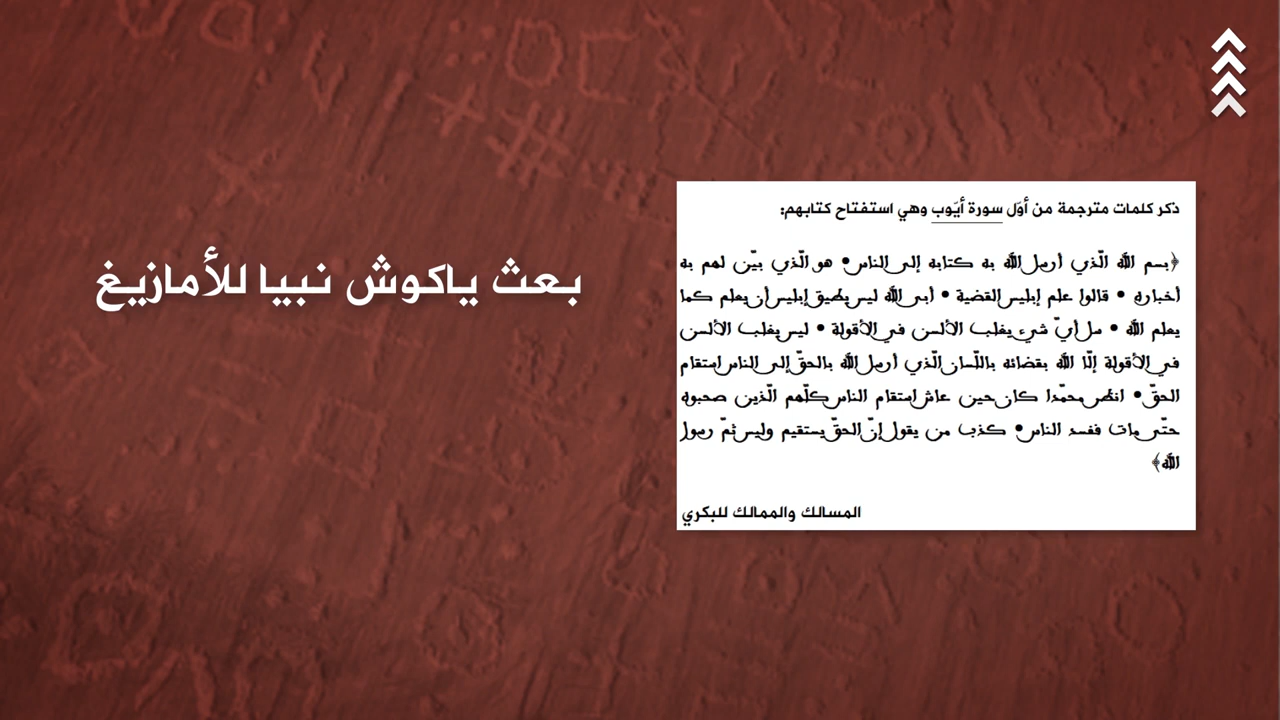 بعث ياكوش نبيا للأمازيغ
ذكر كلمات مترجمة من أوّل سورة أيّوب وهي استفتاح كتابهم:
﴿بسم الله الّذي أرسل الله به كتابه إلى الناس• هو الّذي بيّن لهم به
أخباره • قالوا علم إبليس القضية • أبى الله ليس يطيق إبليس أن يعلم كما
يعلم الله • سل أيّ شيء يغلب الألسن في الأقولة • ليس يغلب الألسن
في الأقولة إلّا الله بقضائه باللّسان الّذي أرسل الله بالحقّ إلى الناس استقام
الحقّ• انظر محمّدا كان حين عاش استقام الناس كلّهم الّذين صحبوه
حتّى مات ففسد الناس• كذب من يقول إنّ الحقّ يستقيم وليس ثمّ رسول
الله﴾
المسالك والممالك للبكري